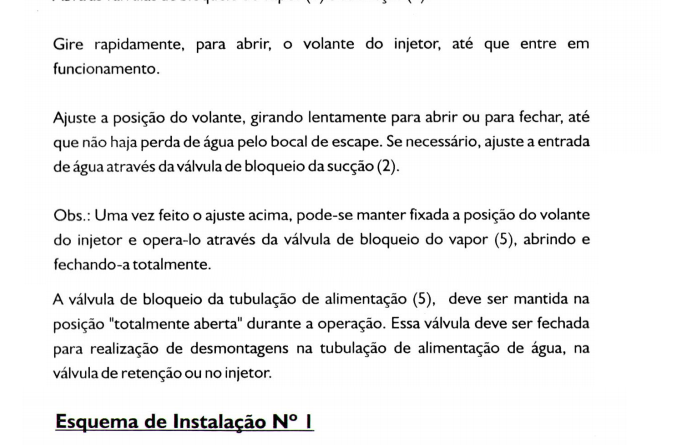 Gire rapidamente, para abrir, o volante do injetor, até que entre em
funcionamento.
Ajuste a posição do volante, girando lentamente para abrir ou para fechar, até
que não haja perda de água pelo bocal de escape. Se necessário, ajuste a entrada
de água através da válvula de bloqueio da sucção (2).
Obs.: Uma vez feito o ajuste acima, pode-se manter fixada a posição do volante
do injetor e opera-lo através da válvula de bloqueio do vapor (5), abrindo e
fechando-a totalmente.
A válvula de bloqueio da tubulação de alimentação (5), deve ser mantida na
posição "totalmente aberta" durante a operação. Essa válvula deve ser fechada
para realização de desmontagens na tubulação de alimentação de água, na
válvula de retenção ou no injetor.
Esquema de Instalação Nº 1